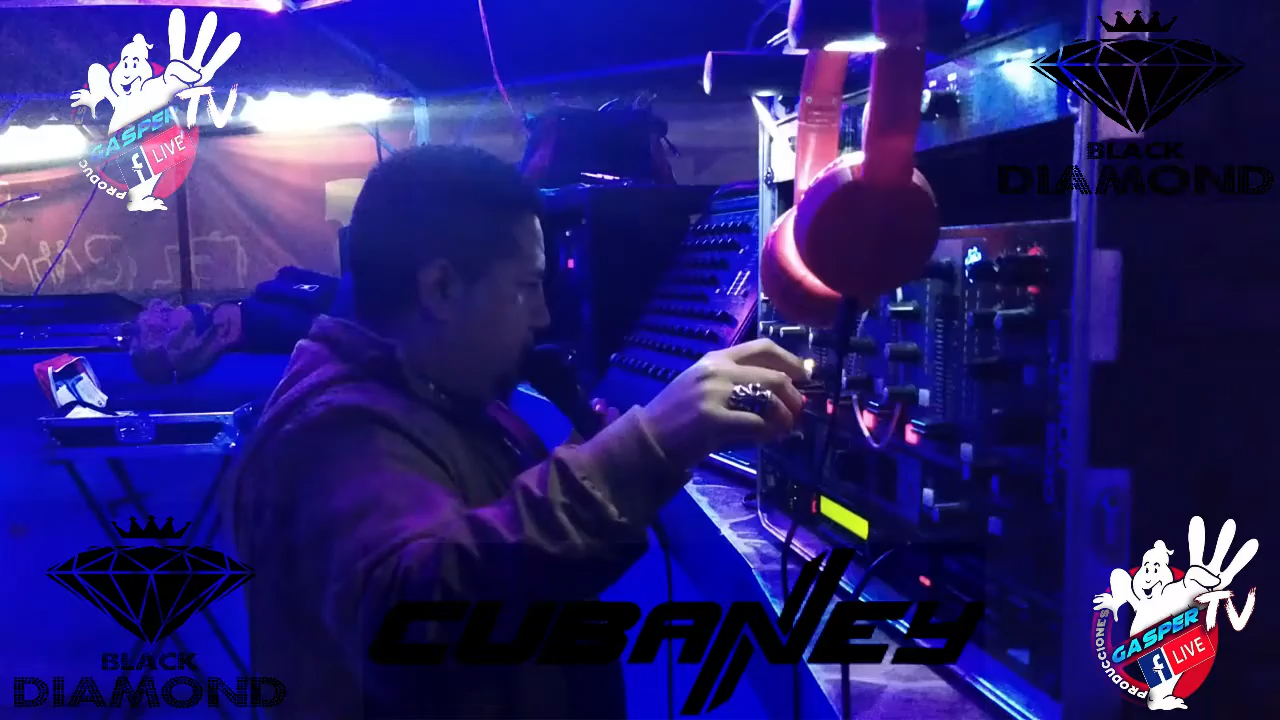 TV
GASPER
f LIVE
PRODUCCIONES
BLACK
DIAMOND
BLACK
DIAMOND
CUBANEY
TV
GASPER
f LIVE
PRODUCCIONES